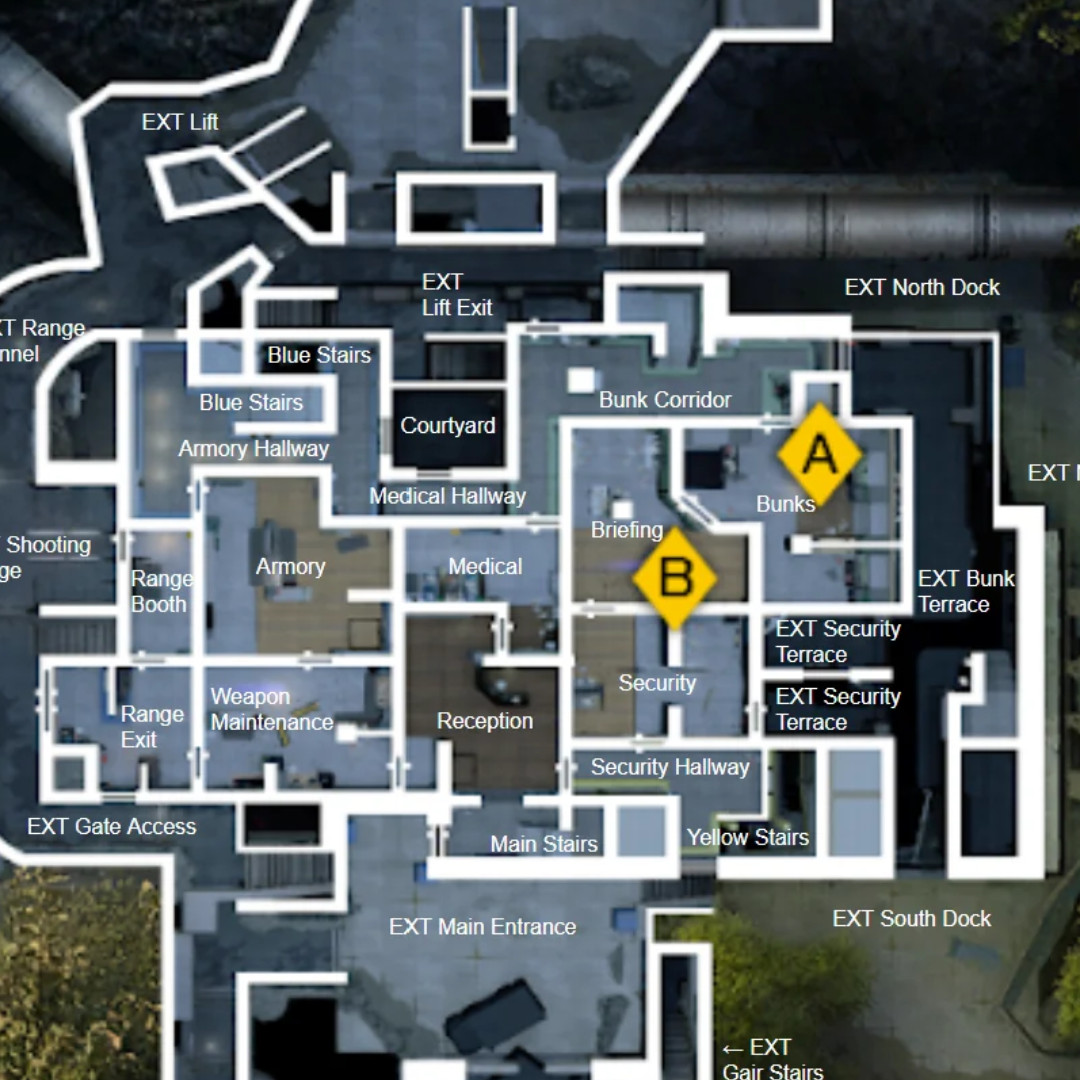 EXT Lift
EXT
Lift Exit
EXT North Dock
XT Range
nnel
Blue Stairs
Blue Stairs
Bunk Corridor
Courtyard
A
Armory Hallway
EXT N
Medical Hallway
Bunks
Briefing
Shooting
ge
Armory
Medical
B
Range
Booth
EXT Bunk
Terrace
EXT Security
Terrace
Security
Weapon
Maintenance
EXT Security
Terrace
Range
Exit
Reception
Security Hallway
EXT Gate Access
Main Stairs
Yellow Stairs
EXT Main Entrance
EXT South Dock
← EXT
Gair Stairs